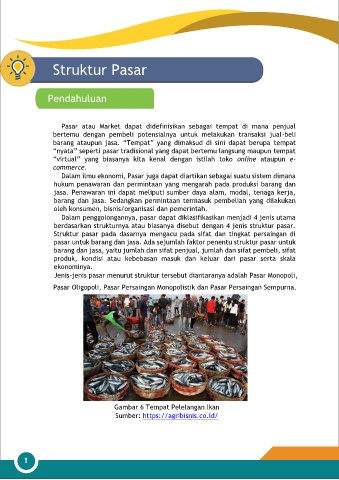 Struktur Pasar
Pendahuluan
Pasar atau Market dapat didefinisikan sebagai tempat di mana penjual
bertemu dengan pembeli potensialnya untuk melakukan transaksi jual-beli
barang ataupun jasa. “Tempat” yang dimaksud di sini dapat berupa tempat
“nyata” seperti pasar tradisional yang dapat bertemu langsung maupun tempat
“virtual” yang biasanya kita kenal dengan istilah toko online ataupun e-
commerce.
Dalam ilmu ekonomi, Pasar juga dapat diartikan sebagai suatu sistem dimana
hukum penawaran dan permintaan yang mengarah pada produksi barang dan
jasa. Penawaran ini dapat meliputi sumber daya alam, modal, tenaga kerja,
barang dan jasa. Sedangkan permintaan termasuk pembelian yang dilakukan
oleh konsumen, bisnis/organisasi dan pemerintah.
Dalam penggolongannya, pasar dapat diklasifikasikan menjadi 4 jenis utama
berdasarkan strukturnya atau biasanya disebut dengan 4 jenis struktur pasar.
Struktur pasar pada dasarnya mengacu pada sifat dan tingkat persaingan di
pasar untuk barang dan jasa. Ada sejumlah faktor penentu struktur pasar untuk
barang dan jasa, yaitu jumlah dan sifat penjual, jumlah dan sifat pembeli, sifat
produk, kondisi atau kebebasan masuk dan keluar dari pasar serta skala
ekonominya.
Jenis-jenis pasar menurut struktur tersebut diantaranya adalah Pasar Monopoli,
Pasar Oligopoli, Pasar Persaingan Monopolistik dan Pasar Persaingan Sempurna.
Gambar 6 Tempat Pelelangan Ikan
Sumber: https://agribisnis.co.id/
1